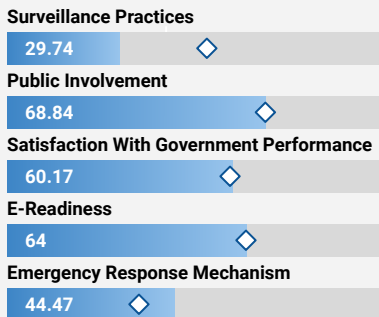 Surveillance Practices
29.74
Public Involvement
68.84
Satisfaction With Government Performance
60.17
E-Readiness
64
Emergency Response Mechanism
44.47